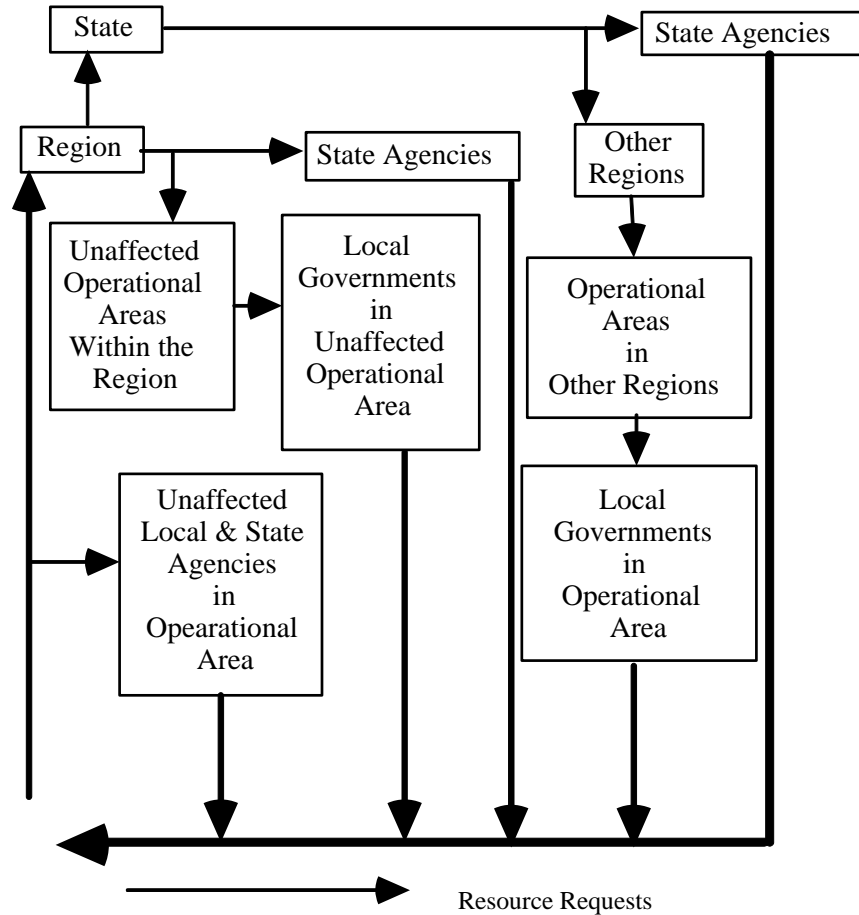 State
State Agencies
Region
State Agencies
Other
Regions
Unaffected
Operational
Areas
Within the
Region
Local
Governments
in
Unaffected
Operational
Area
Operational
Areas
in
Other Regions
Unaffected
Local & State
Agencies
in
Opearational
Area
Local
Governments
in
Operational
Area
Resource Requests